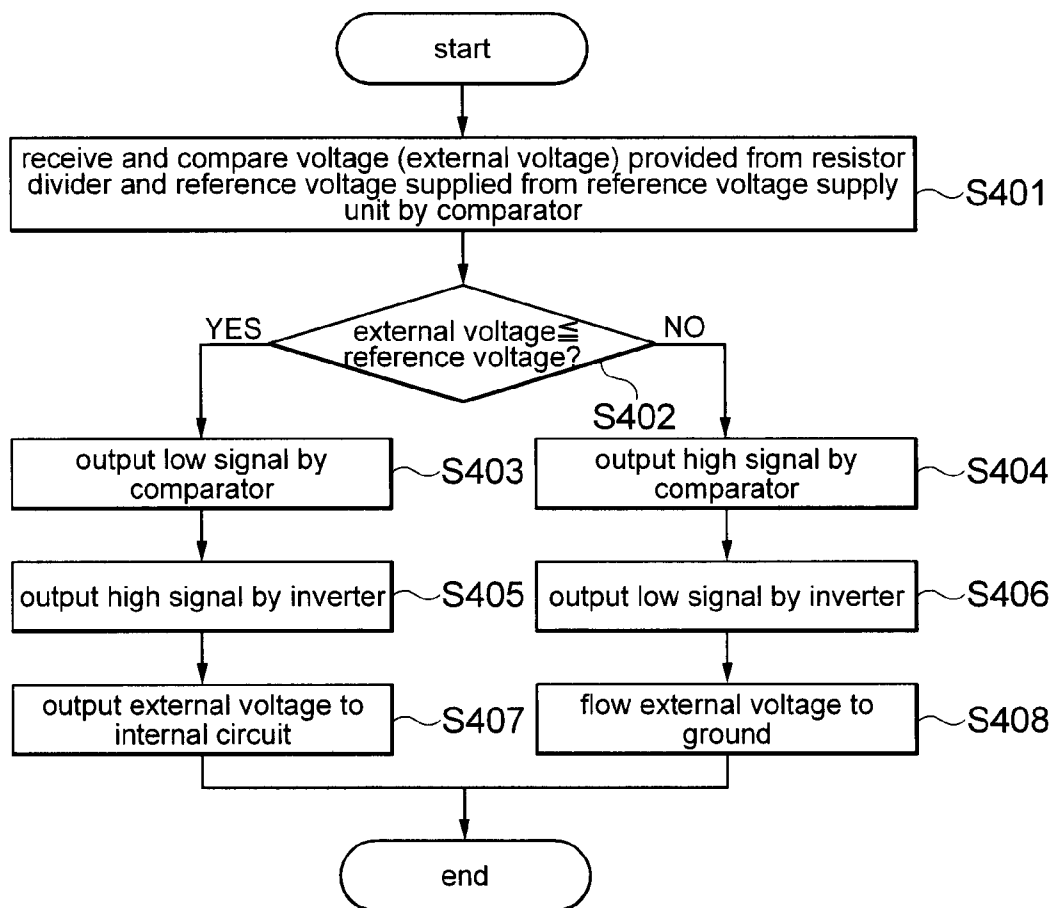 start
receive and compare voltage (external voltage) provided from resistor
divider and reference voltage supplied from reference voltage supply
unit by comparator
S401
YES
external voltage≦
reference voltage?
NO
S402
output low signal by
comparator
S403
output high signal by
comparator
S404
output high signal by inverter
S405
output low signal by inverter
S406
output external voltage to
internal circuit
S407
flow external voltage to
ground
S408
end